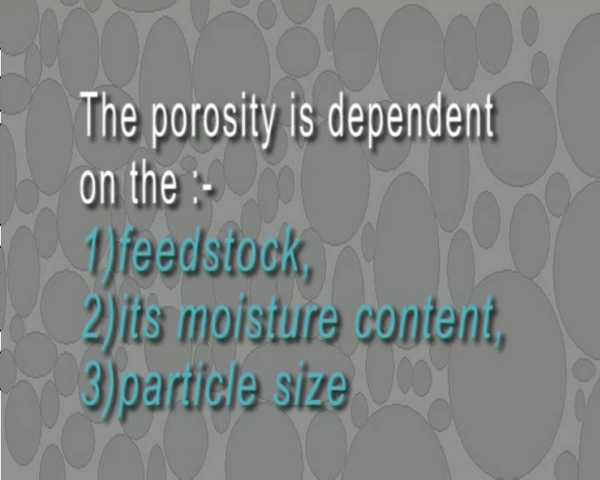 The porosity is dependent
on the :-
1)feedstock,
2)its moisture content,
3)particle size